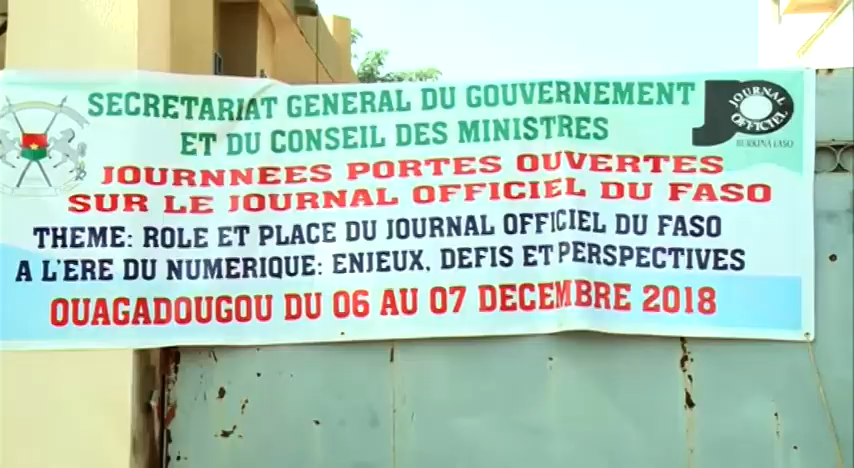 SECRETARIAT GENERAL DU GOUVERNEMENT
ET DU CONSEIL DES MINISTRES
JOURNNEES PORTES OUVERTES
SUR LE JOURNAL OFFICIEL DU FASO
THEME: ROLE ET PLACE DU JOURNAL OFFICIEL DU FASO
A L'ERE DU NUMERIQUE: ENJEUX, DEFIS ET PERSPECTIVES
OUAGADOUGOU DU 06 AU 07 DECEMBRE 2018
JO
JOURNAL
OFFICIEL
BURKINA FASO